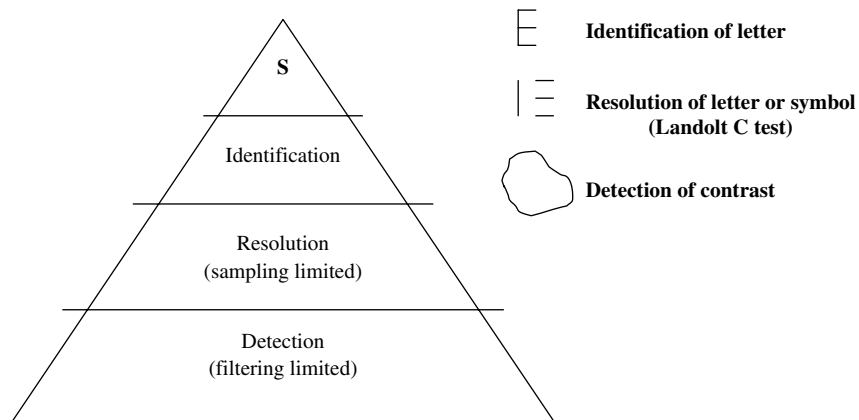 S
Identification
Resolution
(sampling limited)
Detection
(filtering limited)
Identification of letter
Resolution of letter or symbol
(Landolt C test)
Detection of contrast